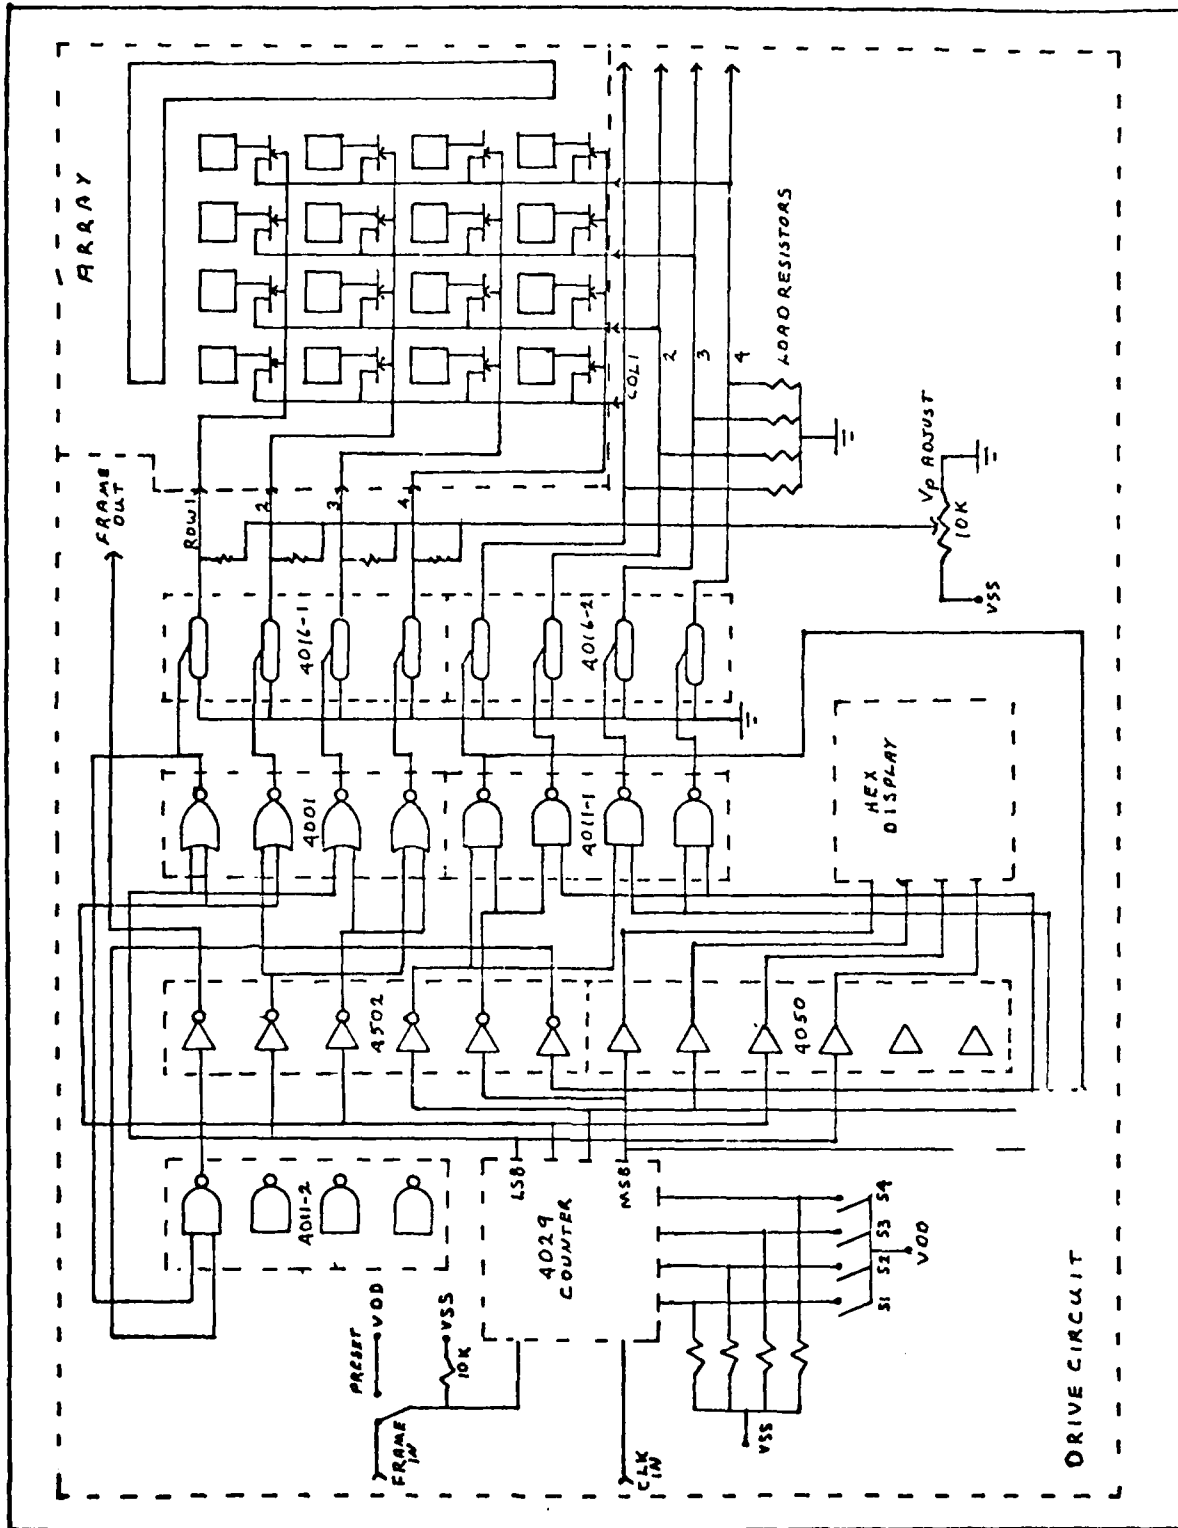 ARRAY
FRAME
OUT
ROW 1
2
3
4
COL 1
2
3
4
LOAD RESISTORS
Vp ADJUST
10K
VSS
4016-1
4016-2
4001
4011-1
HEX
DISPLAY
4502
4050
4011-2
LSB
MSB
4029
COUNTER
PRESET
VDD
VSS
10K
FRAME
IN
CLK
IN
S1
S2
S3
S4
VDD
VSS
DRIVE CIRCUIT